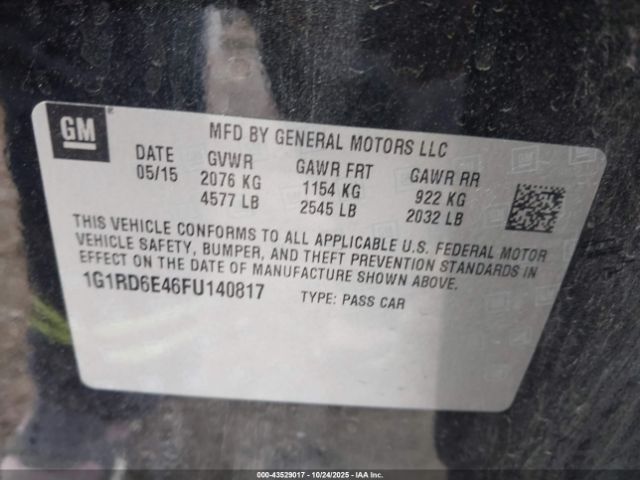 GM
MFD BY GENERAL MOTORS LLC
DATE GVWR GAWR FRT GAWR RR
05/15 2076 KG 1154 KG 922 KG
4577 LB 2545 LB 2032 LB
THIS VEHICLE CONFORMS TO ALL APPLICABLE U.S. FEDERAL MOTOR
VEHICLE SAFETY, BUMPER, AND THEFT PREVENTION STANDARDS IN
EFFECT ON THE DATE OF MANUFACTURE SHOWN ABOVE.
1G1RD6E46FU140817 TYPE: PASS CAR
000-43529017 - 10/24/2025 - IAAI.CA